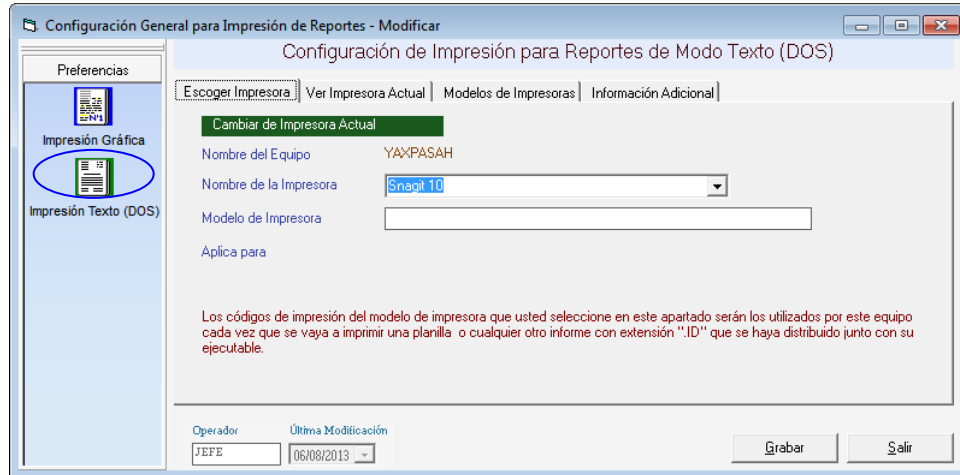 Configuración General para Impresión de Reportes - Modificar
Preferencias
Impresión Gráfica
Impresión Texto (DOS)
Configuración de Impresión para Reportes de Modo Texto (DOS)
Escoger Impresora Ver Impresora Actual Modelos de Impresoras Información Adicional
Cambiar de Impresora Actual
Nombre del Equipo YAXPASAH
Nombre de la Impresora Snagit 10
Modelo de Impresora
Aplica para
Los códigos de impresión del modelo de impresora que usted seleccione en este apartado serán los utilizados por este equipo
cada vez que se vaya a imprimir una planilla o cualquier otro informe con extensión ".ID" que se haya distribuido junto con su
ejecutable.
Operador Última Modificación
JEFE 06/08/2013
Grabar Salir